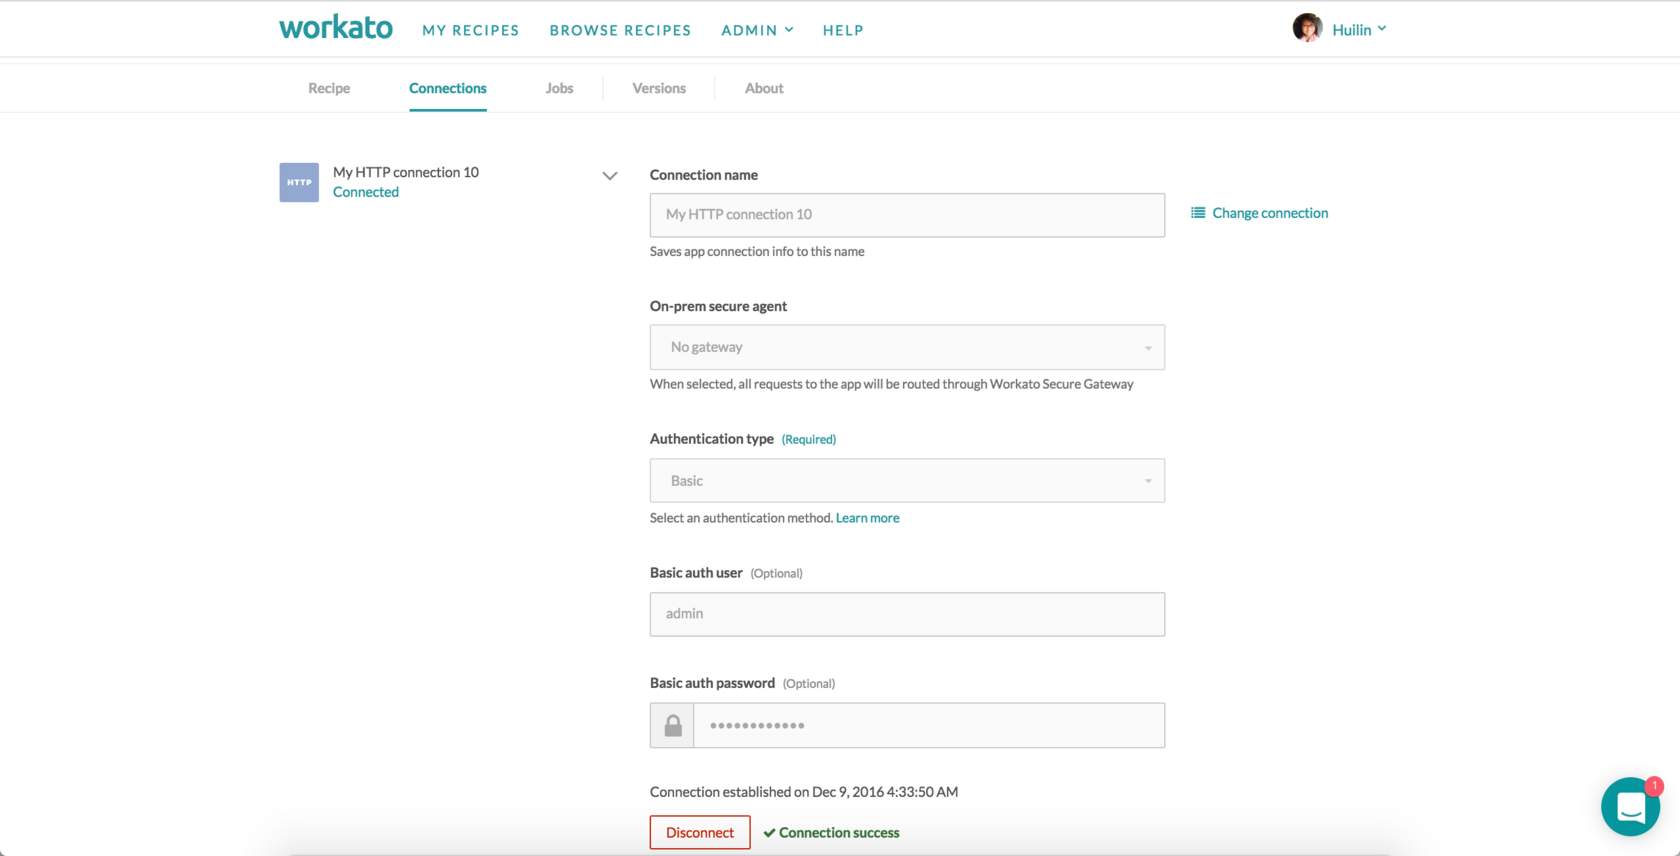 workato MY RECIPES BROWSE RECIPES ADMIN HELP Huilin
Recipe Connections Jobs Versions About
HTTP
My HTTP connection 10
Connected
Connection name
My HTTP connection 10
Change connection
Saves app connection info to this name
On-prem secure agent
No gateway
When selected, all requests to the app will be routed through Workato Secure Gateway
Authentication type (Required)
Basic
Select an authentication method. Learn more
Basic auth user (Optional)
admin
Basic auth password (Optional)
••••••••••••
Connection established on Dec 9, 2016 4:33:50 AM
1
Disconnect ✔ Connection success